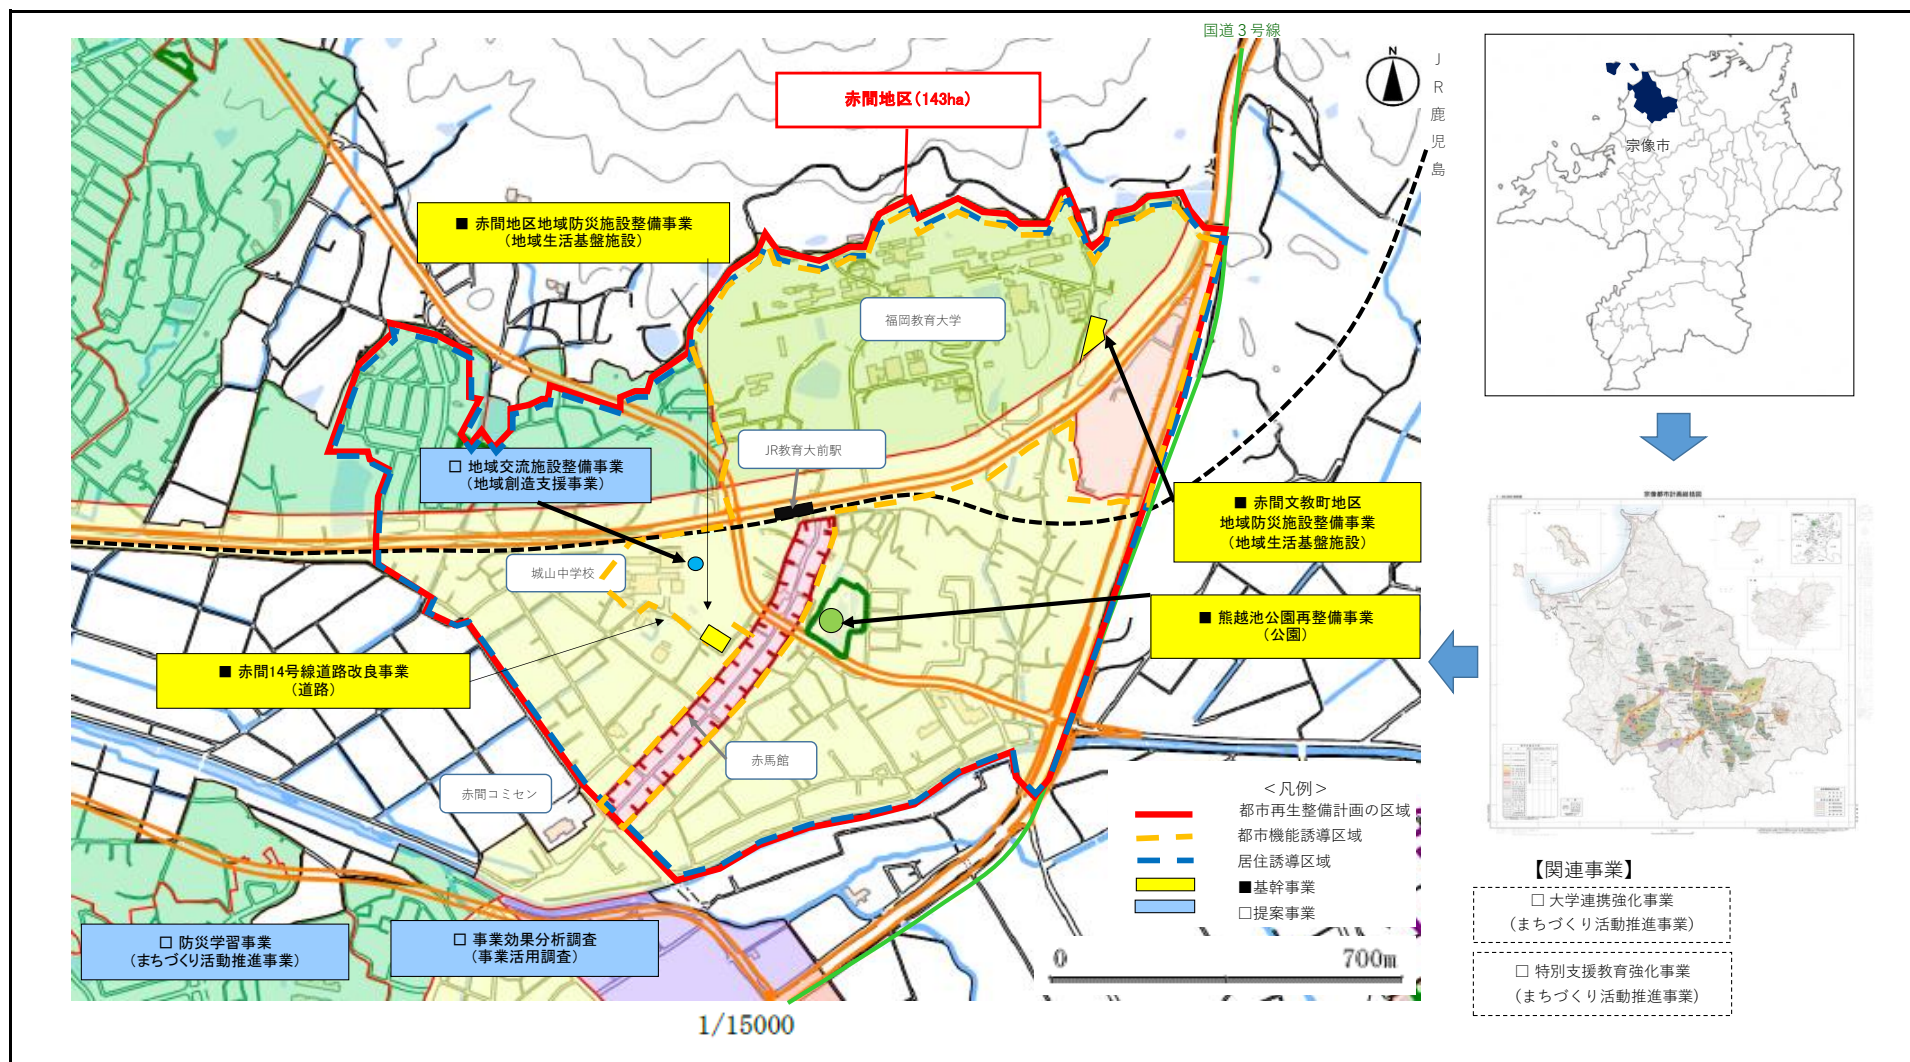 国道３号線
N
ＪＲ鹿児島
赤間地区(143ha)
宗像市
■ 赤間地区地域防災施設整備事業
（地域生活基盤施設）
福岡教育大学
JR教育大前駅
□ 地域交流施設整備事業
（地域創造支援事業）
■ 赤間文教町地区
地域防災施設整備事業
（地域生活基盤施設）
宗像都市計画総括図
城山中学校
■ 熊越池公園再整備事業
（公園）
■ 赤間14号線道路改良事業
（道路）
赤馬館
赤間コミセン
＜凡例＞
都市再生整備計画の区域
都市機能誘導区域
居住誘導区域
■基幹事業
□提案事業
【関連事業】
□ 大学連携強化事業
（まちづくり活動推進事業）
□ 防災学習事業
（まちづくり活動推進事業）
□ 事業効果分析調査
（事業活用調査）
0 700m
□ 特別支援教育強化事業
（まちづくり活動推進事業）
1/15000